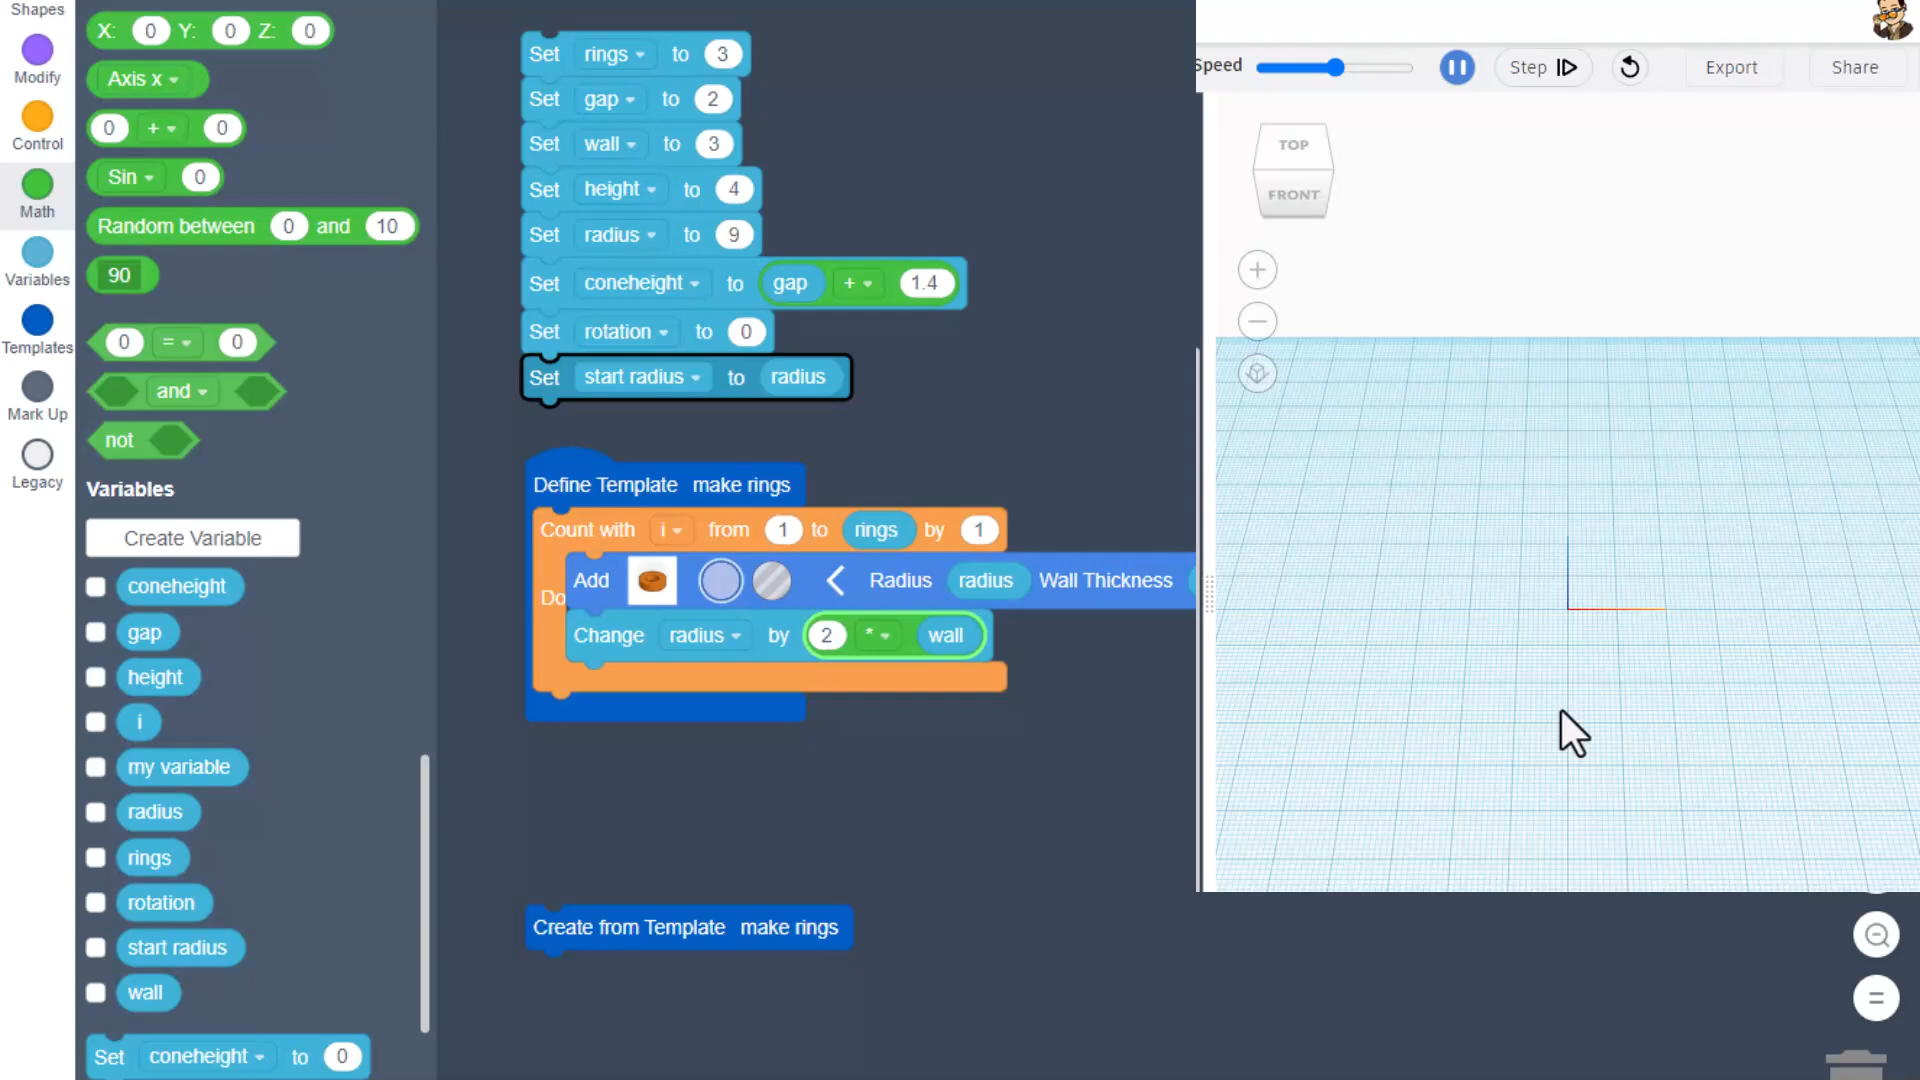 Shapes
Modify
Control
Math
Variables
Templates
Mark Up
Legacy
X: 0 Y: 0 Z: 0
Axis x
0 + 0
Sin 0
Random between 0 and 10
90
0 = 0
and
not
Variables
Create Variable
coneheight
gap
height
i
my variable
radius
rings
rotation
start radius
wall
Set coneheight to 0
Set rings to 3
Set gap to 2
Set wall to 3
Set height to 4
Set radius to 9
Set coneheight to gap + 1.4
Set rotation to 0
Set start radius to radius
Define Template make rings
Count with i from 1 to rings by 1
Add Radius radius Wall Thickness
Do
Change radius by 2 * wall
Create from Template make rings
Speed Step Export Share
TOP
FRONT